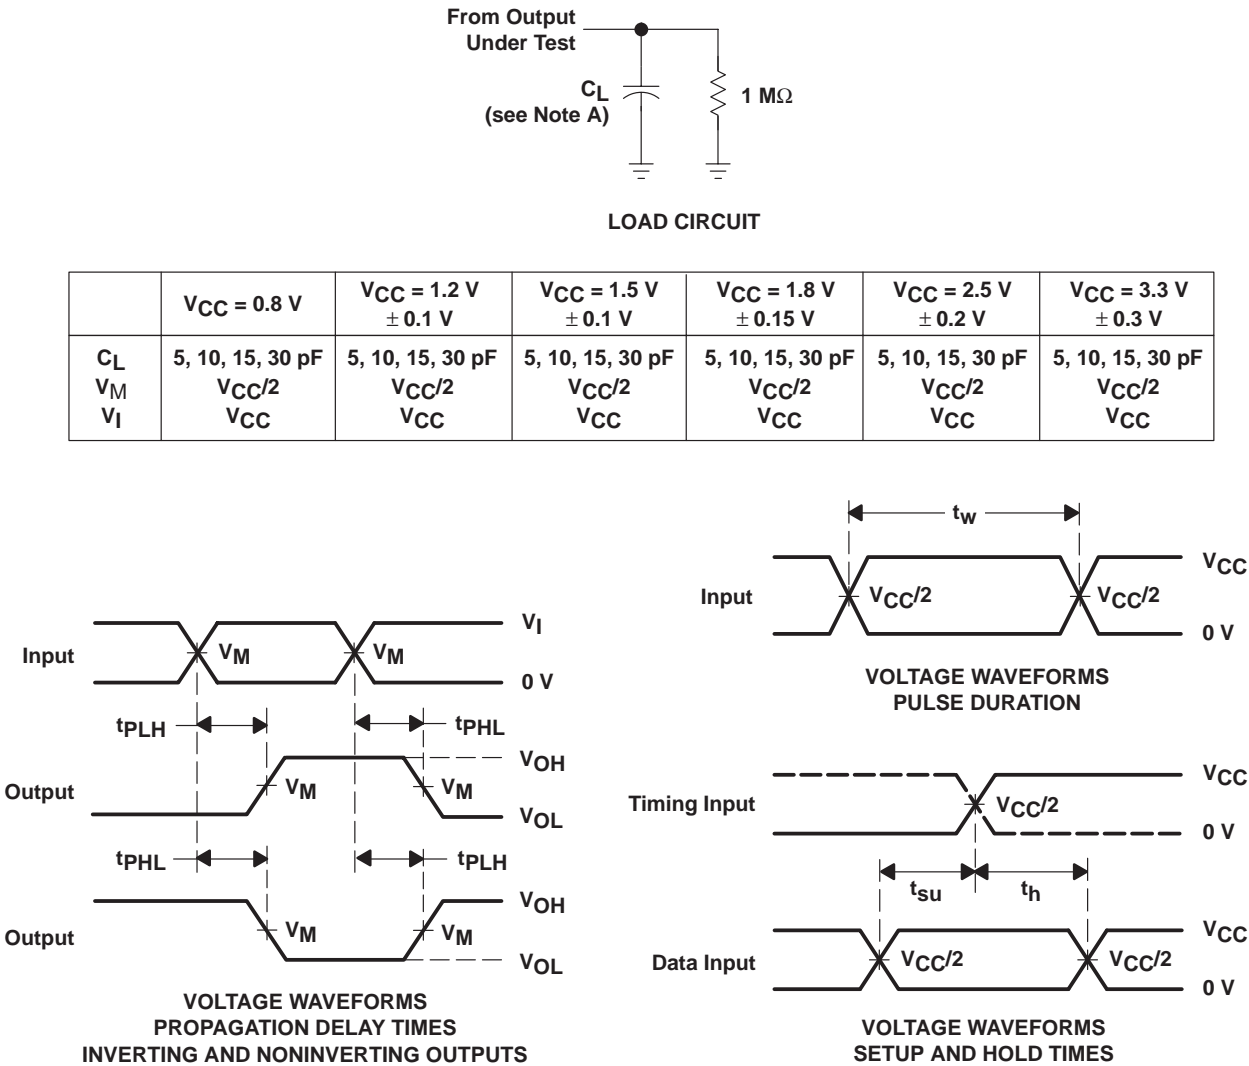 From Output
Under Test
CL
(see Note A)
1 MΩ
LOAD CIRCUIT
VCC = 0.8 V
VCC = 1.2 V
± 0.1 V
VCC = 1.5 V
± 0.1 V
VCC = 1.8 V
± 0.15 V
VCC = 2.5 V
± 0.2 V
VCC = 3.3 V
± 0.3 V
CL 5, 10, 15, 30 pF 5, 10, 15, 30 pF 5, 10, 15, 30 pF 5, 10, 15, 30 pF 5, 10, 15, 30 pF 5, 10, 15, 30 pF
VM VCC/2 VCC/2 VCC/2 VCC/2 VCC/2 VCC/2
VI VCC VCC VCC VCC VCC VCC
Input
VM
VM
VI
0 V
tPLH
tPHL
Output
VM
VM
VOH
VOL
tPHL
tPLH
Output
VM
VM
VOH
VOL
VOLTAGE WAVEFORMS
PROPAGATION DELAY TIMES
INVERTING AND NONINVERTING OUTPUTS
tw
Input
VCC/2
VCC/2
VCC
0 V
VOLTAGE WAVEFORMS
PULSE DURATION
Timing Input
VCC/2
VCC
0 V
tsu
th
Data Input
VCC/2
VCC/2
VCC
0 V
VOLTAGE WAVEFORMS
SETUP AND HOLD TIMES